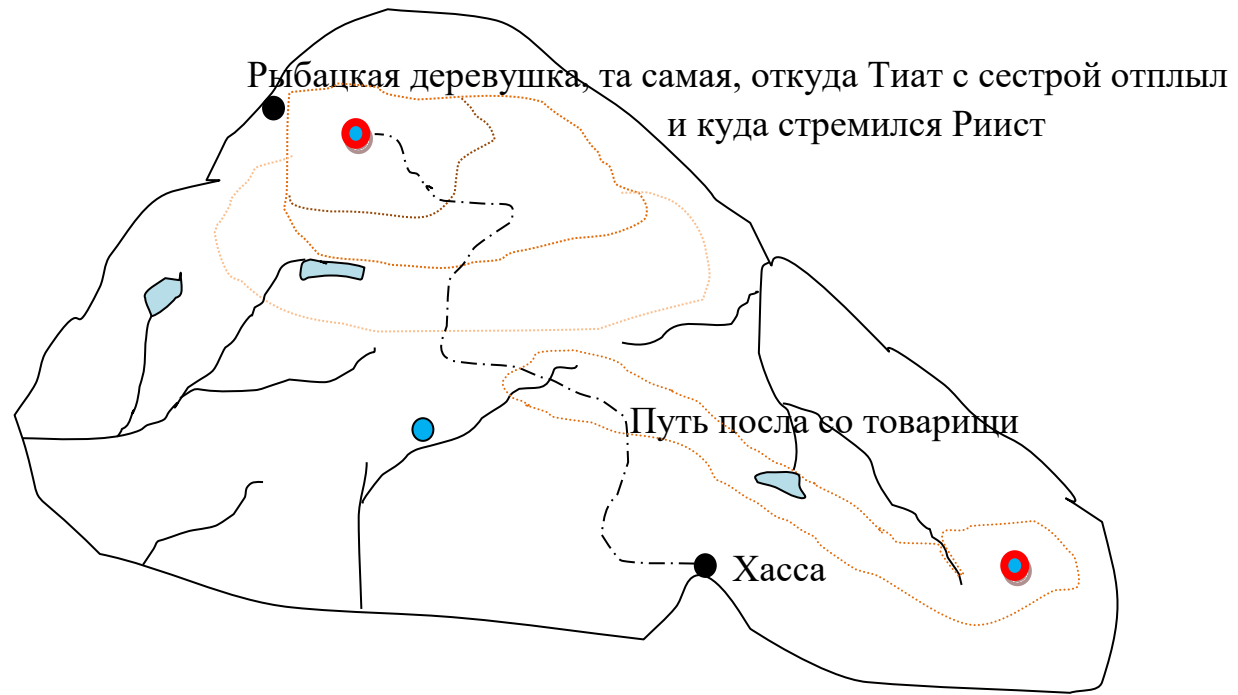 Рыбацкая деревушка, та самая, откуда Тиат с сестрой отплыл
и куда стремился Риист
Путь посла со товарищи
Хасса